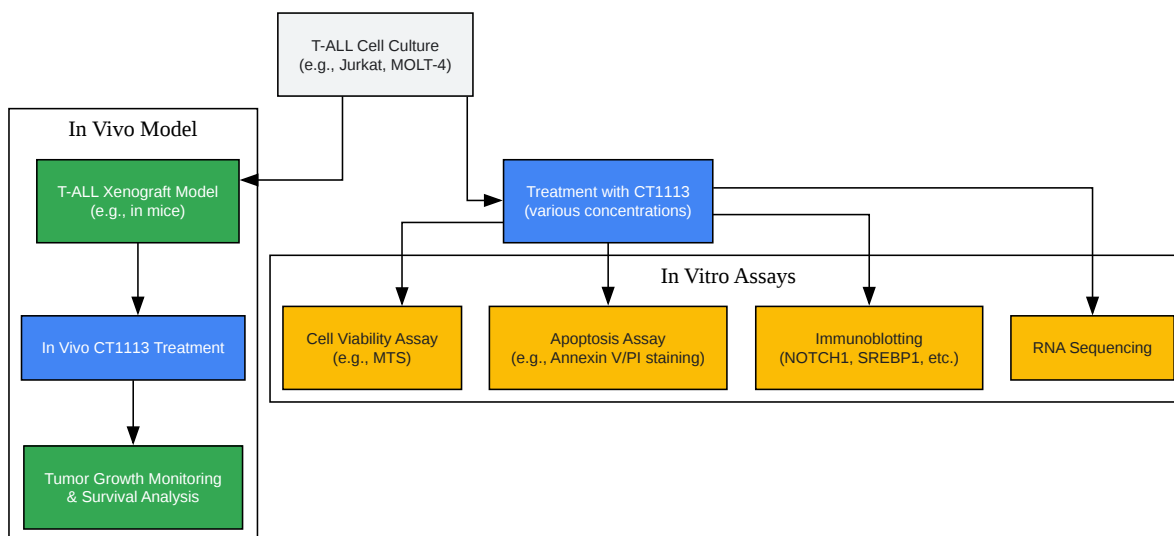 T-ALL Cell Culture
(e.g., Jurkat, MOLT-4)
In Vivo Model
T-ALL Xenograft Model
(e.g., in mice)
In Vivo CT1113 Treatment
Tumor Growth Monitoring
& Survival Analysis
Treatment with CT1113
(various concentrations)
In Vitro Assays
Cell Viability Assay
(e.g., MTS)
Apoptosis Assay
(e.g., Annexin V/PI staining)
Immunoblotting
(NOTCH1, SREBP1, etc.)
RNA Sequencing